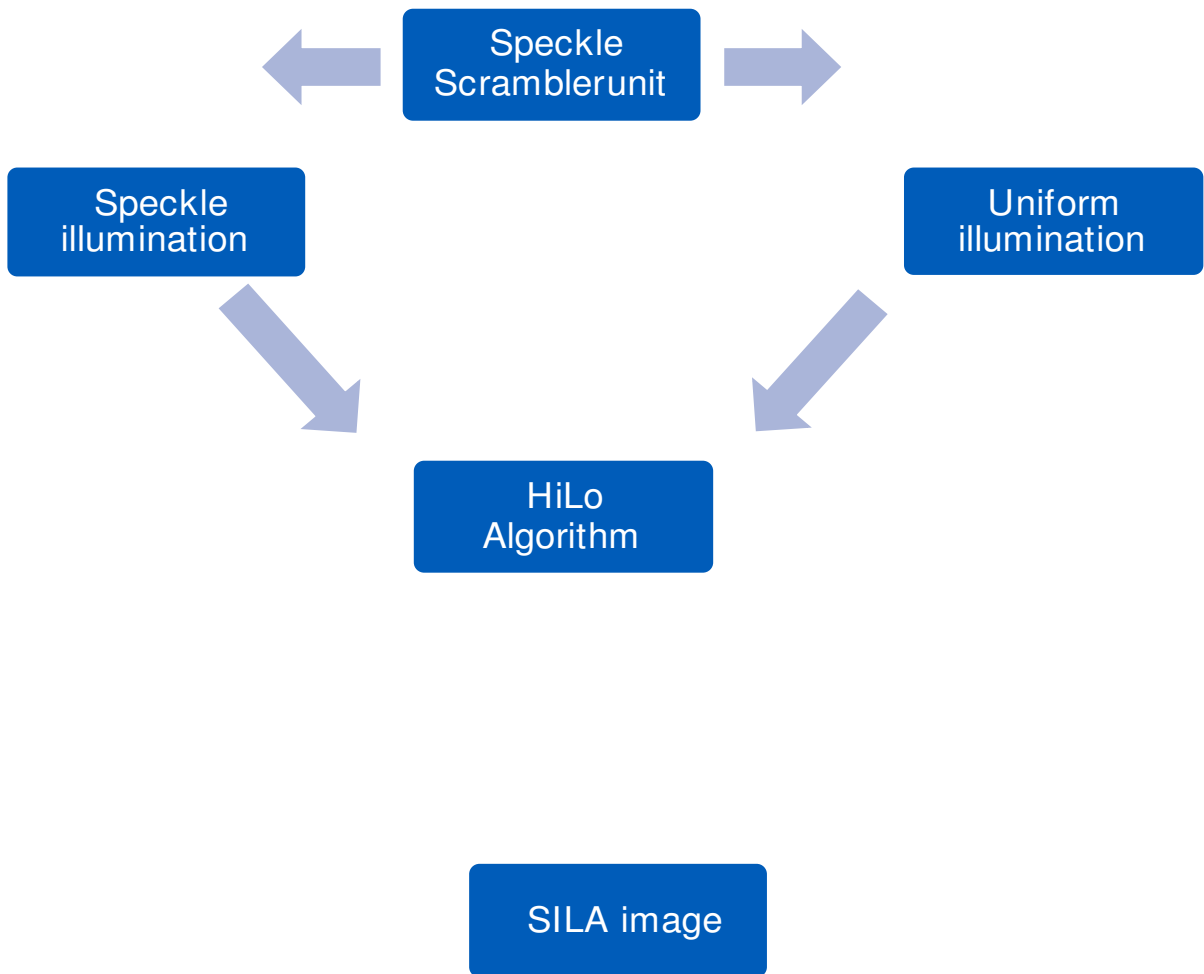 Speckle
Scramblerunit
Speckle
illumination
Uniform
illumination
HiLo
Algorithm
SILA image